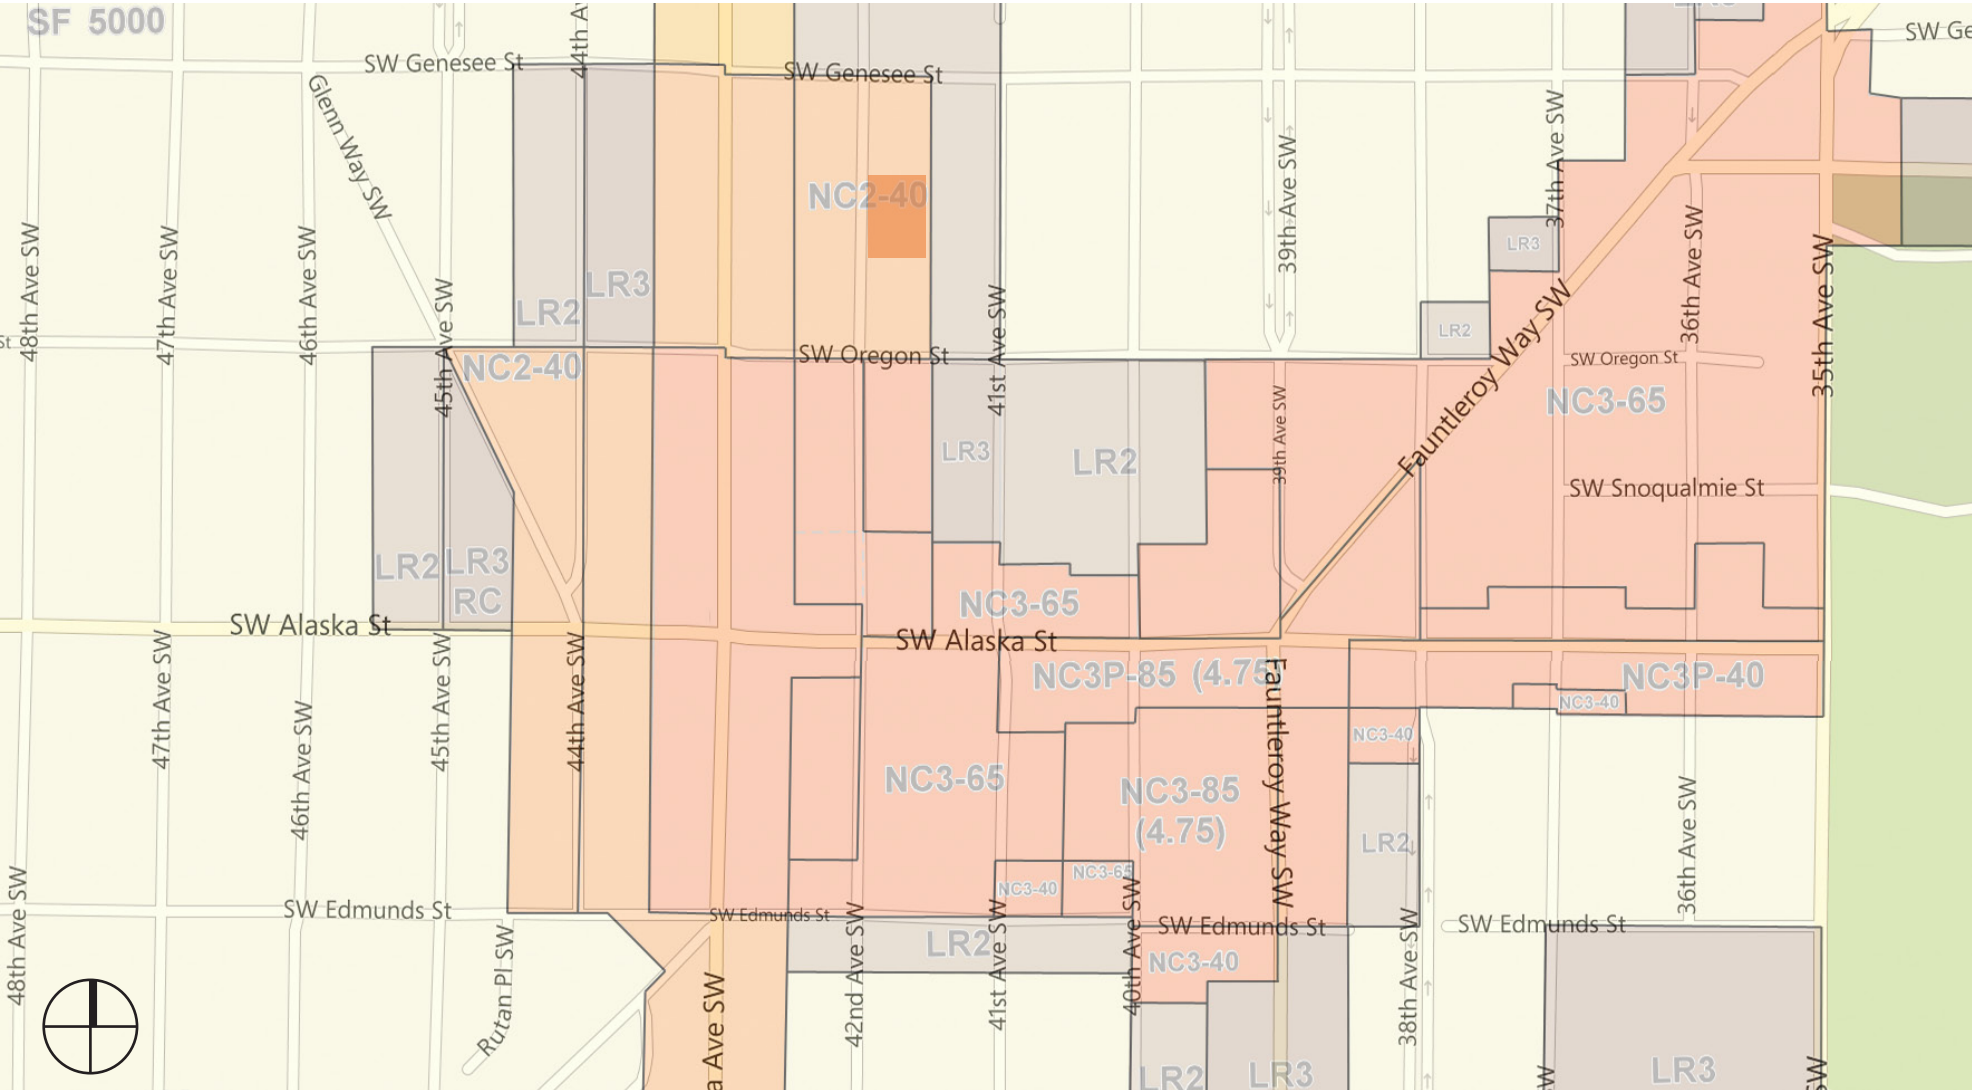 SF 5000
44th Av
SW Genesee St
SW Genesee St
SW Ge
Glenn Way SW
37th Ave SW
NC2-40
39th Ave SW
48th Ave SW
47th Ave SW
46th Ave SW
45th Ave SW
LR2
LR3
LR3
36th Ave SW
35th Ave SW
41st Ave SW
Fauntleroy Way SW
LR2
St
SW Oregon St
SW Oregon St
NC2-40
NC3-65
39th Ave SW
LR3
LR2
SW Snoqualmie St
LR2
LR3
RC
NC3-65
SW Alaska St
SW Alaska St
NC3P-85 (4.75
NC3P-40
NC3-40
47th Ave SW
46th Ave SW
45th Ave SW
44th Ave SW
Fauntleroy Way SW
NC3-40
NC3-65
NC3-85
(4.75)
LR2
36th Ave SW
NC3-65
NC3-40
48th Ave SW
SW Edmunds St
SW Edmunds St
SW Edmunds St
SW Edmunds St
LR2
NC3-40
Rutan Pl SW
a Ave SW
42nd Ave SW
41st Ave SW
40th Ave SW
38th Ave SW
LR2
LR3
LR3
W
SW